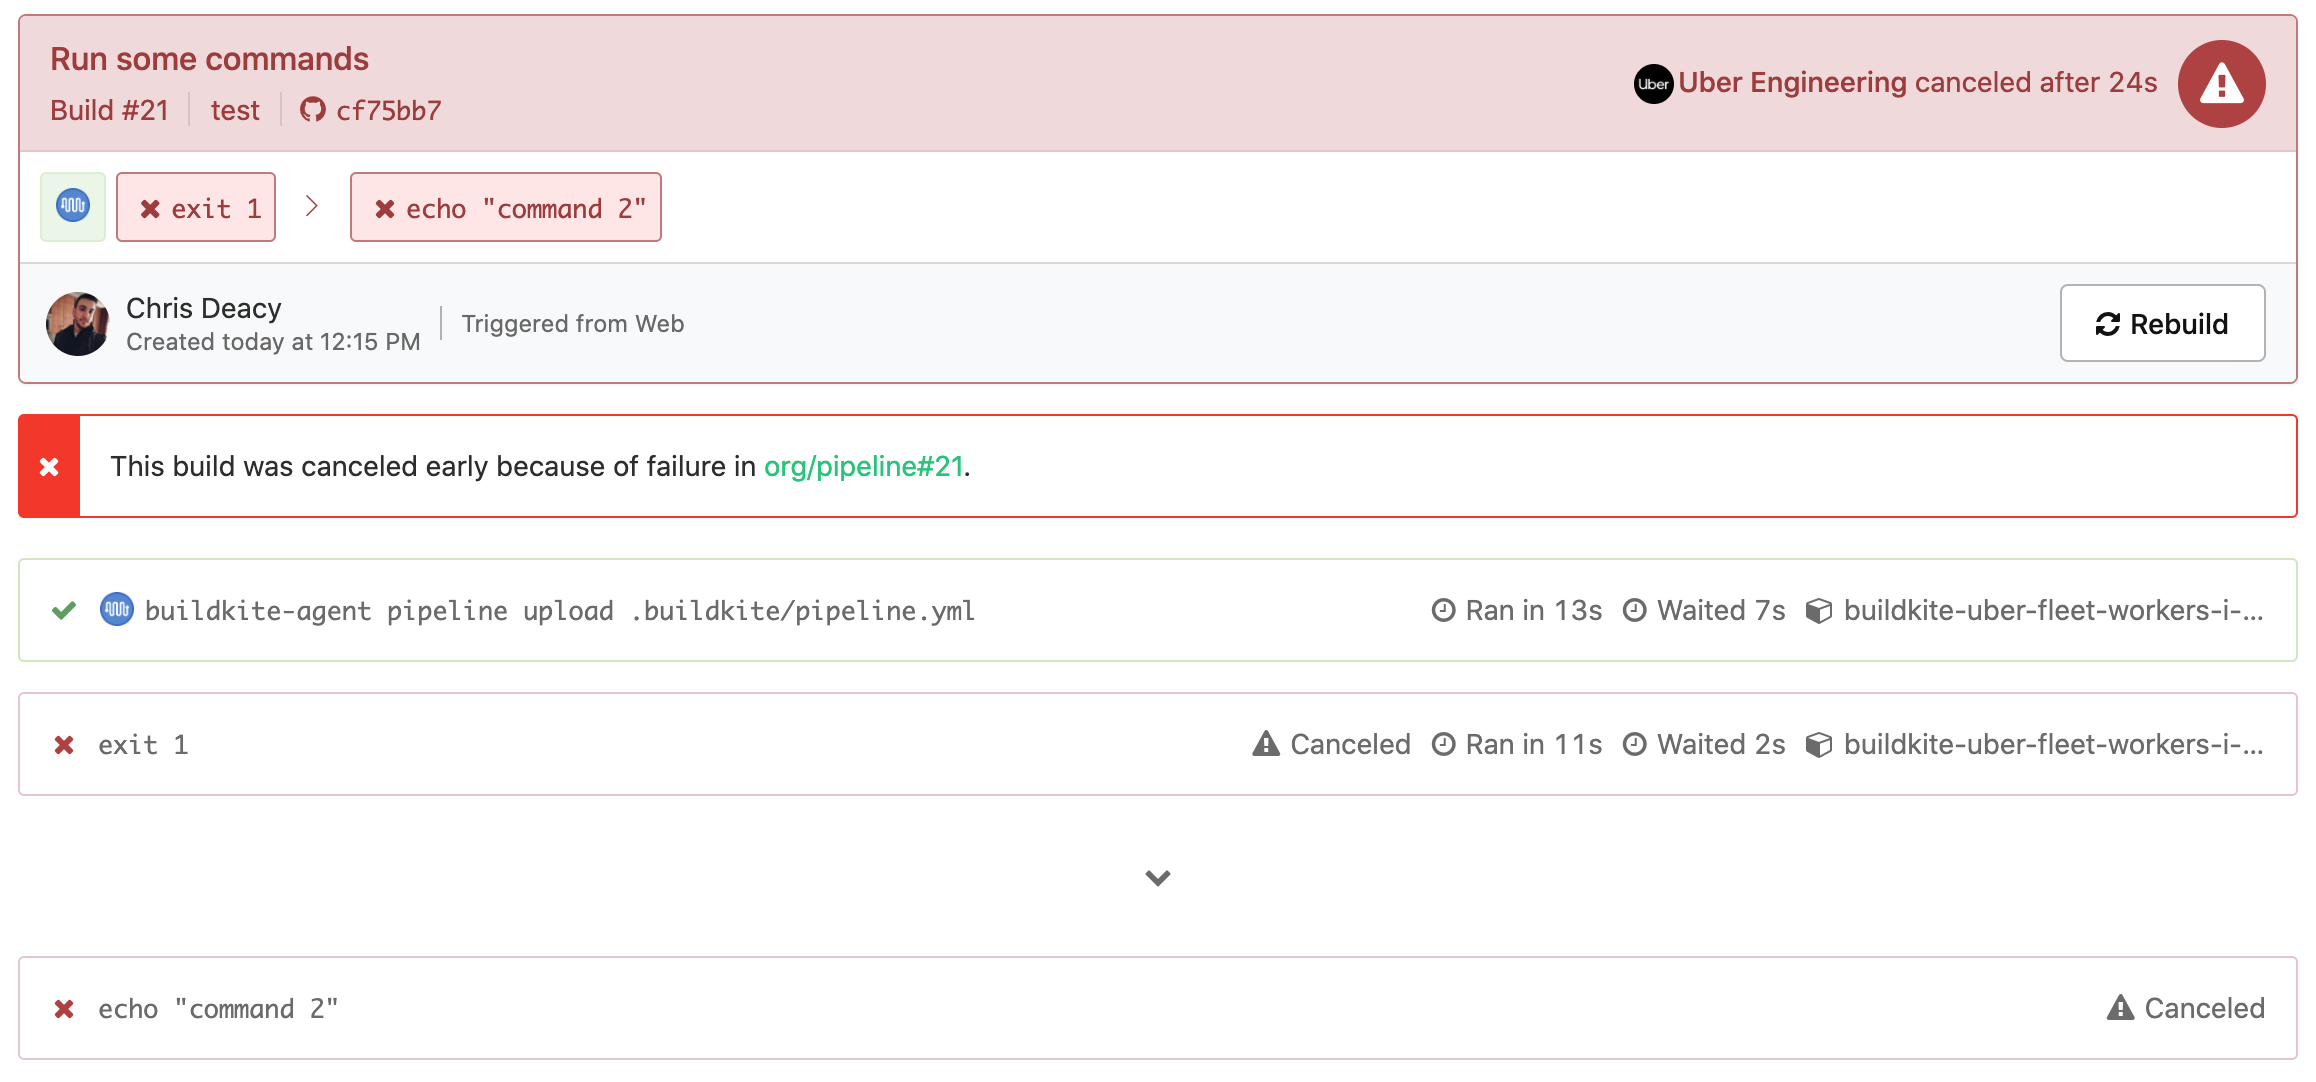 Run some commands
Build #21 test cf75bb7
Uber Uber Engineering canceled after 24s
exit 1 echo "command 2"
Chris Deacy
Created today at 12:15 PM
Triggered from Web
Rebuild
This build was canceled early because of failure in org/pipeline#21.
buildkite-agent pipeline upload .buildkite/pipeline.yml Ran in 13s Waited 7s buildkite-uber-fleet-workers-i-...
exit 1 Canceled Ran in 11s Waited 2s buildkite-uber-fleet-workers-i-...
echo "command 2" Canceled